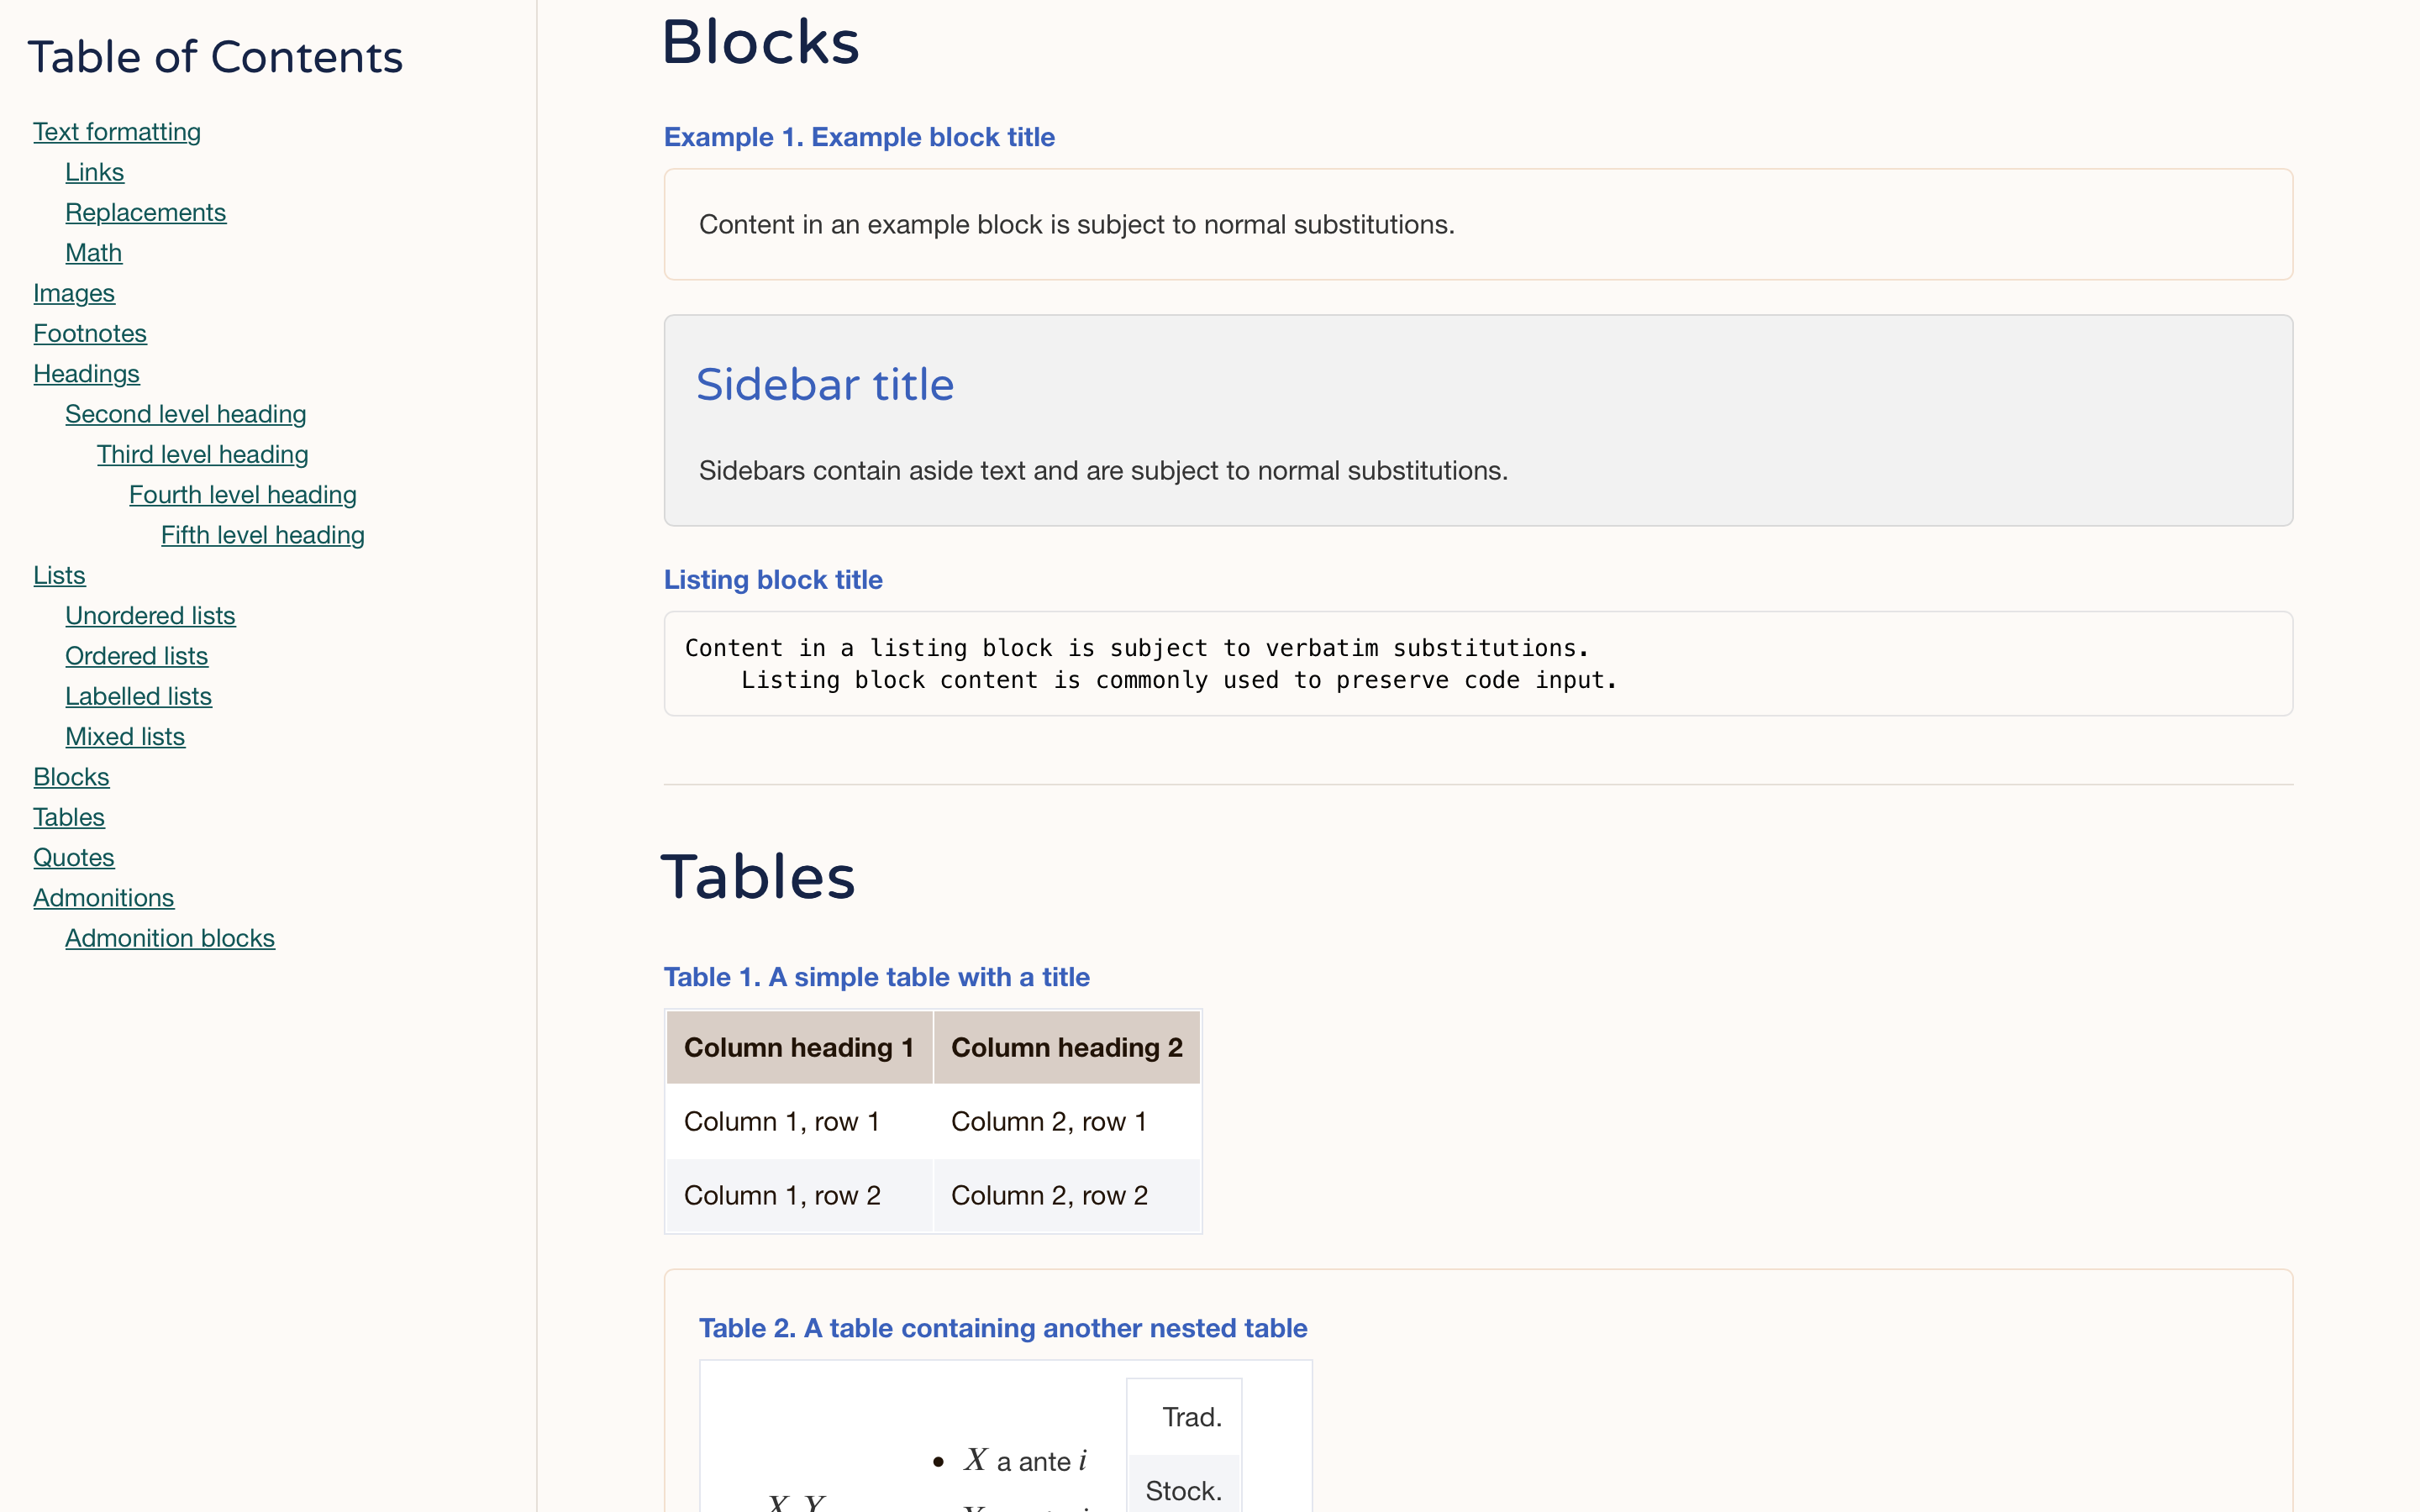 Table of Contents
Text formatting
Links
Replacements
Math
Images
Footnotes
Headings
Second level heading
Third level heading
Fourth level heading
Fifth level heading
Lists
Unordered lists
Ordered lists
Labelled lists
Mixed lists
Blocks
Tables
Quotes
Admonitions
Admonition blocks
Blocks
Example 1. Example block title
Content in an example block is subject to normal substitutions.
Sidebar title
Sidebars contain aside text and are subject to normal substitutions.
Listing block title
Content in a listing block is subject to verbatim substitutions.
    Listing block content is commonly used to preserve code input.
Tables
Table 1. A simple table with a title
Column heading 1 Column heading 2
Column 1, row 1 Column 2, row 1
Column 1, row 2 Column 2, row 2
Table 2. A table containing another nested table
Trad.
• X a ante i
Stock.
X Y